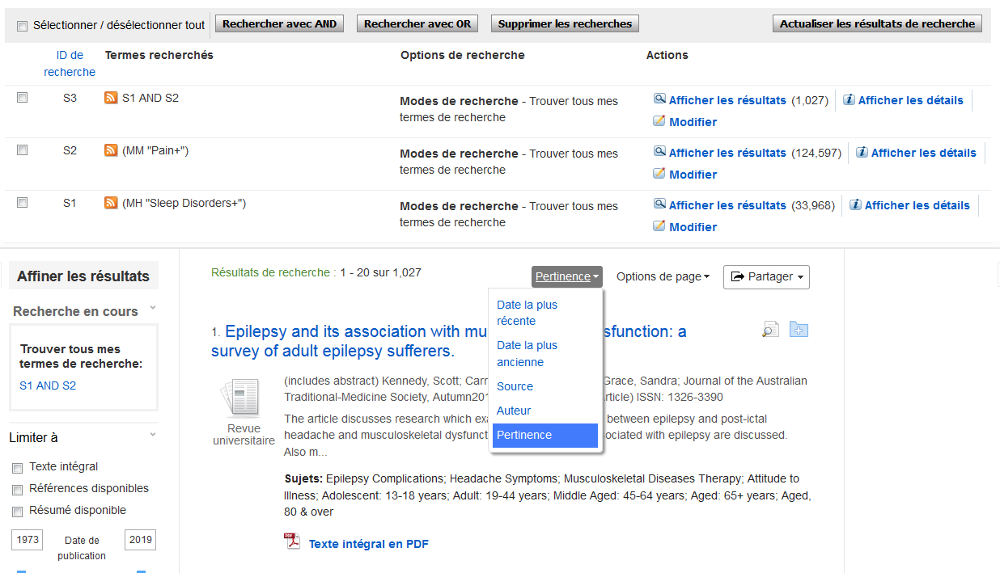 Sélectionner / désélectionner tout Rechercher avec AND Rechercher avec OR Supprimer les recherches Actualiser les résultats de recherche
ID de recherche Termes recherchés Options de recherche Actions
S3 S1 AND S2 Modes de recherche - Trouver tous mes Afficher les résultats (1,027) Afficher les détails
termes de recherche Modifier
S2 (MM "Pain+") Modes de recherche - Trouver tous mes Afficher les résultats (124,597) Afficher les détails
termes de recherche Modifier
S1 (MH "Sleep Disorders+") Modes de recherche - Trouver tous mes Afficher les résultats (33,968) Afficher les détails
termes de recherche Modifier
Affiner les résultats
Recherche en cours
Trouver tous mes
termes de recherche:
S1 AND S2
Limiter à
Texte intégral
Références disponibles
Résumé disponible
1973 Date de 2019
publication
Résultats de recherche : 1 - 20 sur 1,027 Pertinence Options de page Partager
Date la plus
récente
Date la plus
ancienne
Source
Auteur
Pertinence
1. Epilepsy and its association with mu sfunction: a
survey of adult epilepsy sufferers.
Revue
universitaire
(includes abstract) Kennedy, Scott; Grace, Sandra; Journal of the Australian
Traditional-Medicine Society, ISSN: 1326-3390
The article discusses research which between epilepsy and post-ictal
headache and musculoskeletal associated with epilepsy are discussed.
Also m...
Sujets: Epilepsy Complications; Headache Symptoms; Musculoskeletal Diseases Therapy; Attitude to
Illness; Adolescent: 13-18 years; Adult: 19-44 years; Middle Aged: 45-64 years; Aged: 65+ years; Aged,
80 & over
PDF Texte intégral en PDF